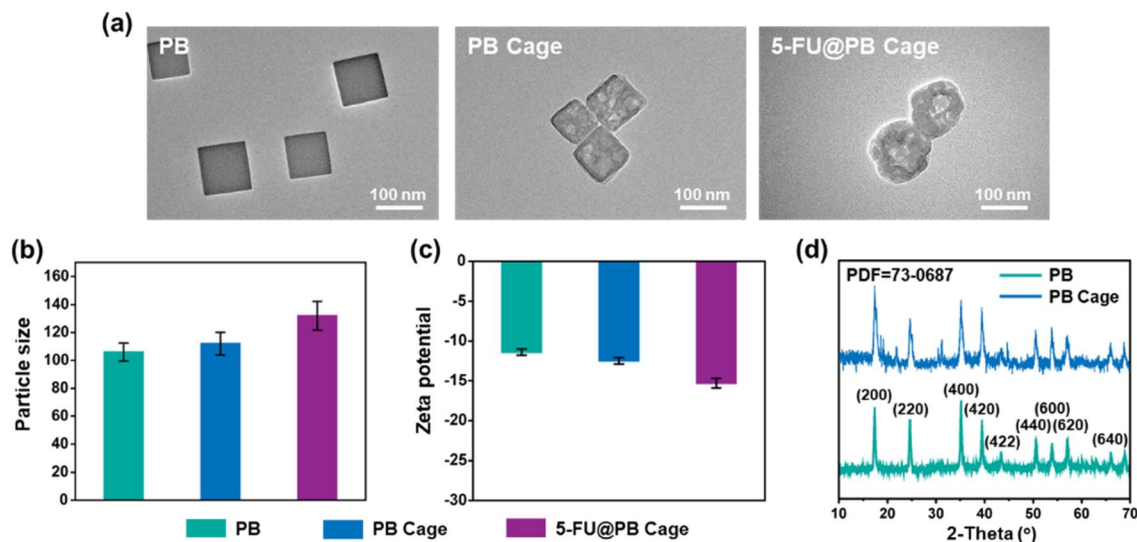 (a)
PB
PB Cage
5-FU@PB Cage
100 nm
100 nm
100 nm
(b)
Particle size
160
140
120
100
80
60
40
20
0
(c)
Zeta potential
0
-5
-10
-15
-20
-25
-30
(d)
PDF=73-0687
PB
PB Cage
(200)
(220)
(400)
(420)
(422)
(600)
(440)
(620)
(640)
10
20
30
40
50
60
70
2-Theta (°)
PB
PB Cage
5-FU@PB Cage